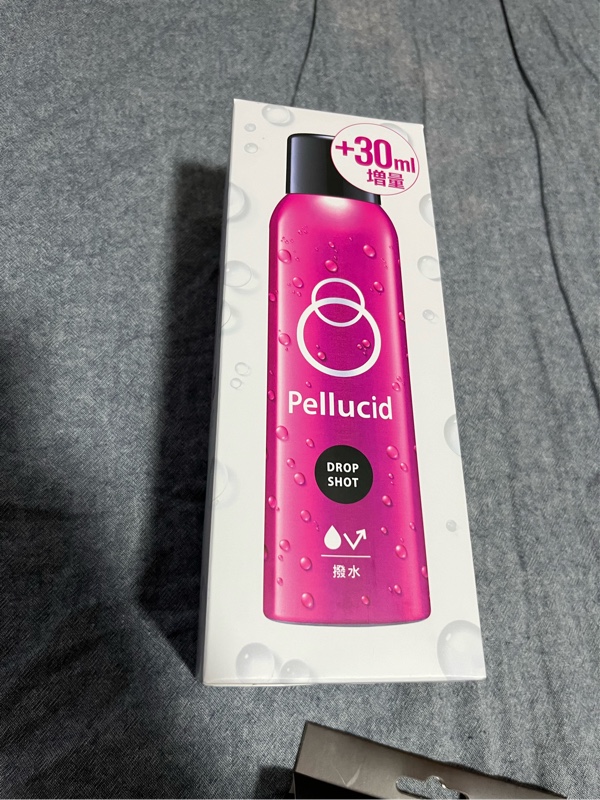 +30ml
増量
Pellucid
DROP
SHOT
撥水